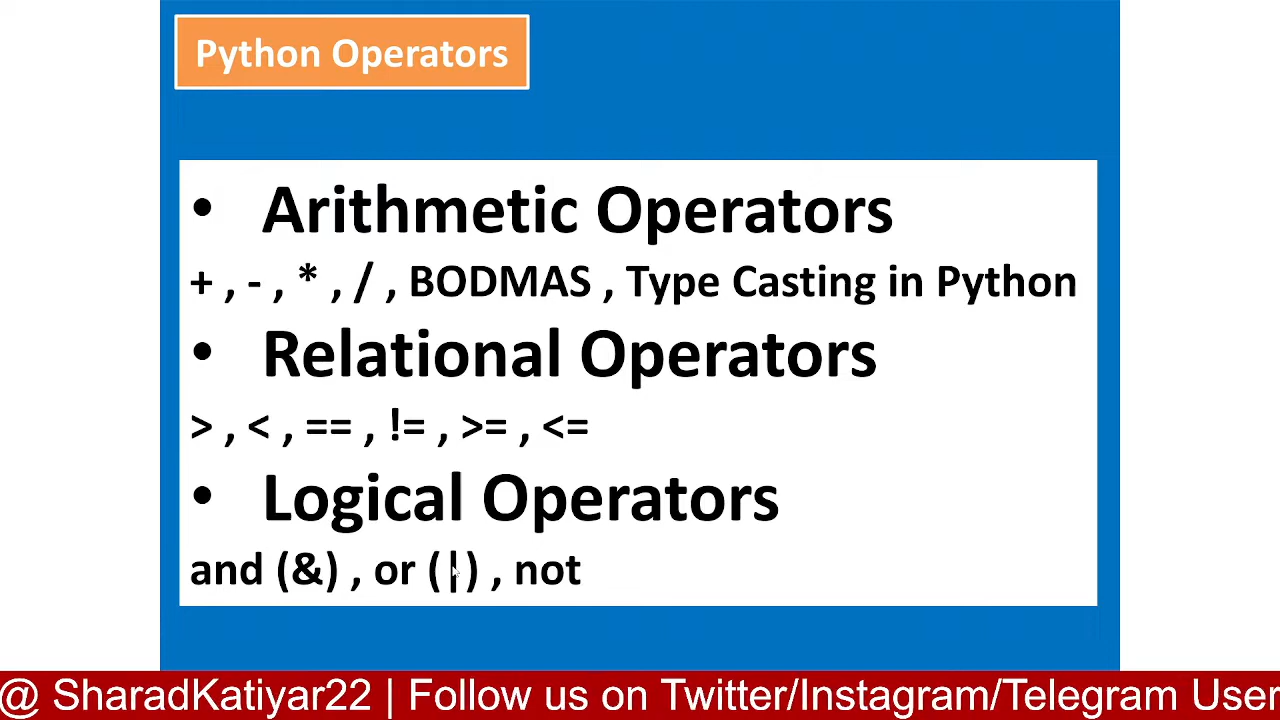 Python Operators
• Arithmetic Operators
+ , - , * , / , BODMAS , Type Casting in Python
• Relational Operators
> , < , == , != , >= , <=
• Logical Operators
and (&) , or (|) , not
@ SharadKatiyar22 | Follow us on Twitter/Instagram/Telegram User